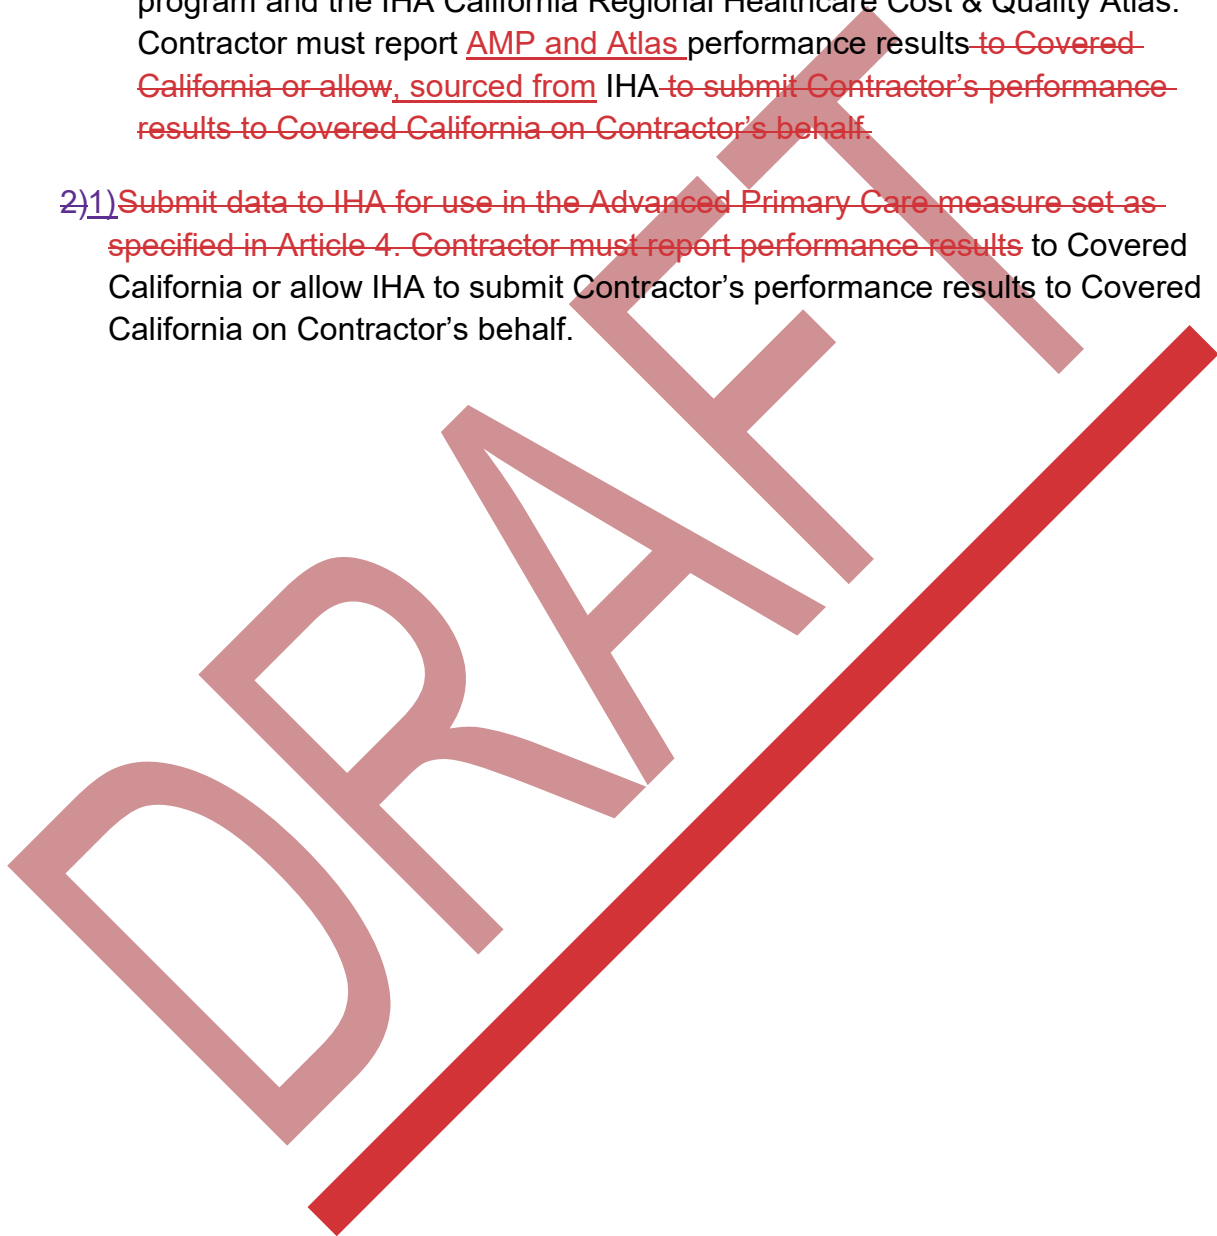 program and the IHA California Regional Healthcare Cost & Quality Atlas.
Contractor must report AMP and Atlas performance results to Covered
California or allow, sourced from IHA to submit Contractor's performance
results to Covered California on Contractor's behalf.
2)1)Submit data to IHA for use in the Advanced Primary Care measure set as
specified in Article 4. Contractor must report performance results to Covered
California or allow IHA to submit Contractor's performance results to Covered
California on Contractor's behalf.
DRAFT